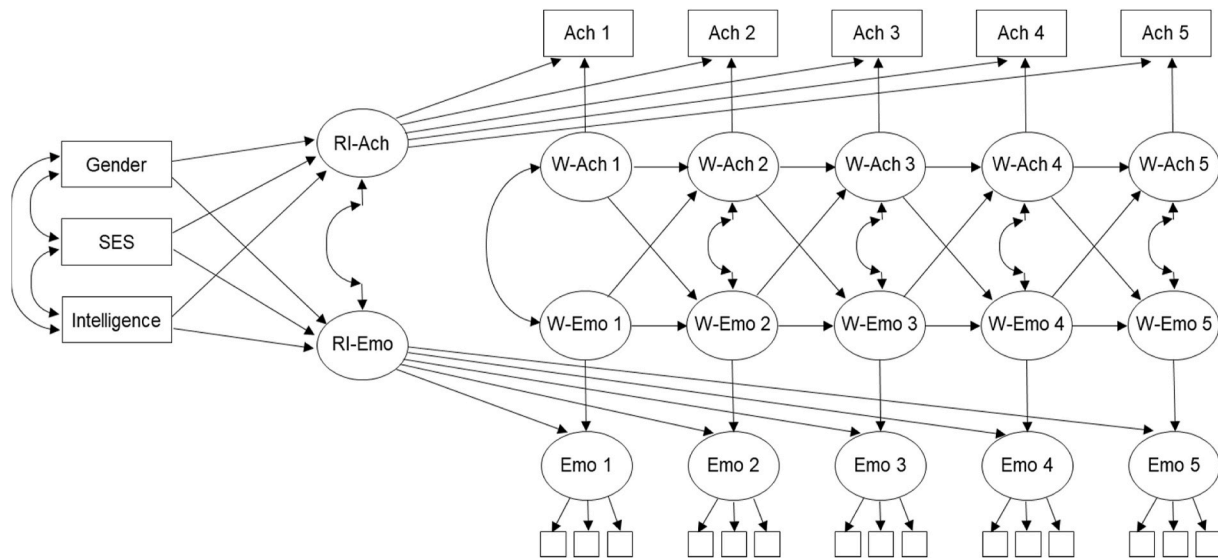 Ach 1
Ach 2
Ach 3
Ach 4
Ach 5
RI-Ach
Gender
W-Ach 1
W-Ach 2
W-Ach 3
W-Ach 4
W-Ach 5
SES
Intelligence
RI-Emo
W-Emo 1
W-Emo 2
W-Emo 3
W-Emo 4
W-Emo 5
Emo 1
Emo 2
Emo 3
Emo 4
Emo 5